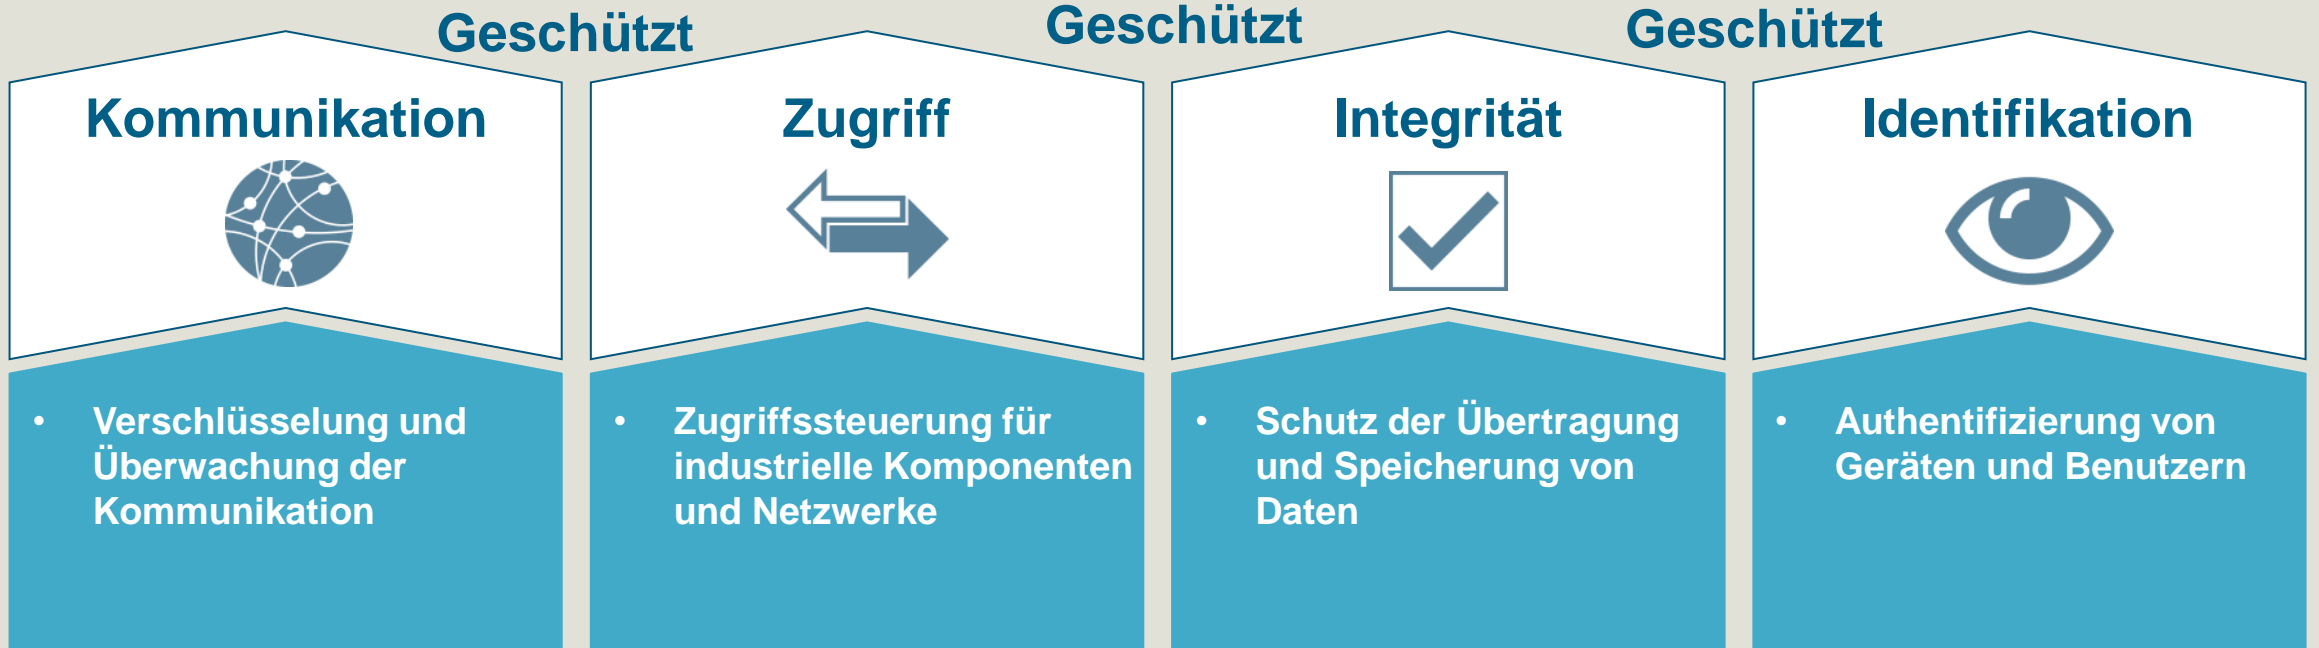 Geschützt
Geschützt
Geschützt
Kommunikation
• Verschlüsselung und
Überwachung der
Kommunikation
Zugriff
• Zugriffssteuerung für
industrielle Komponenten
und Netzwerke
Integrität
• Schutz der Übertragung
und Speicherung von
Daten
Identifikation
• Authentifizierung von
Geräten und Benutzern